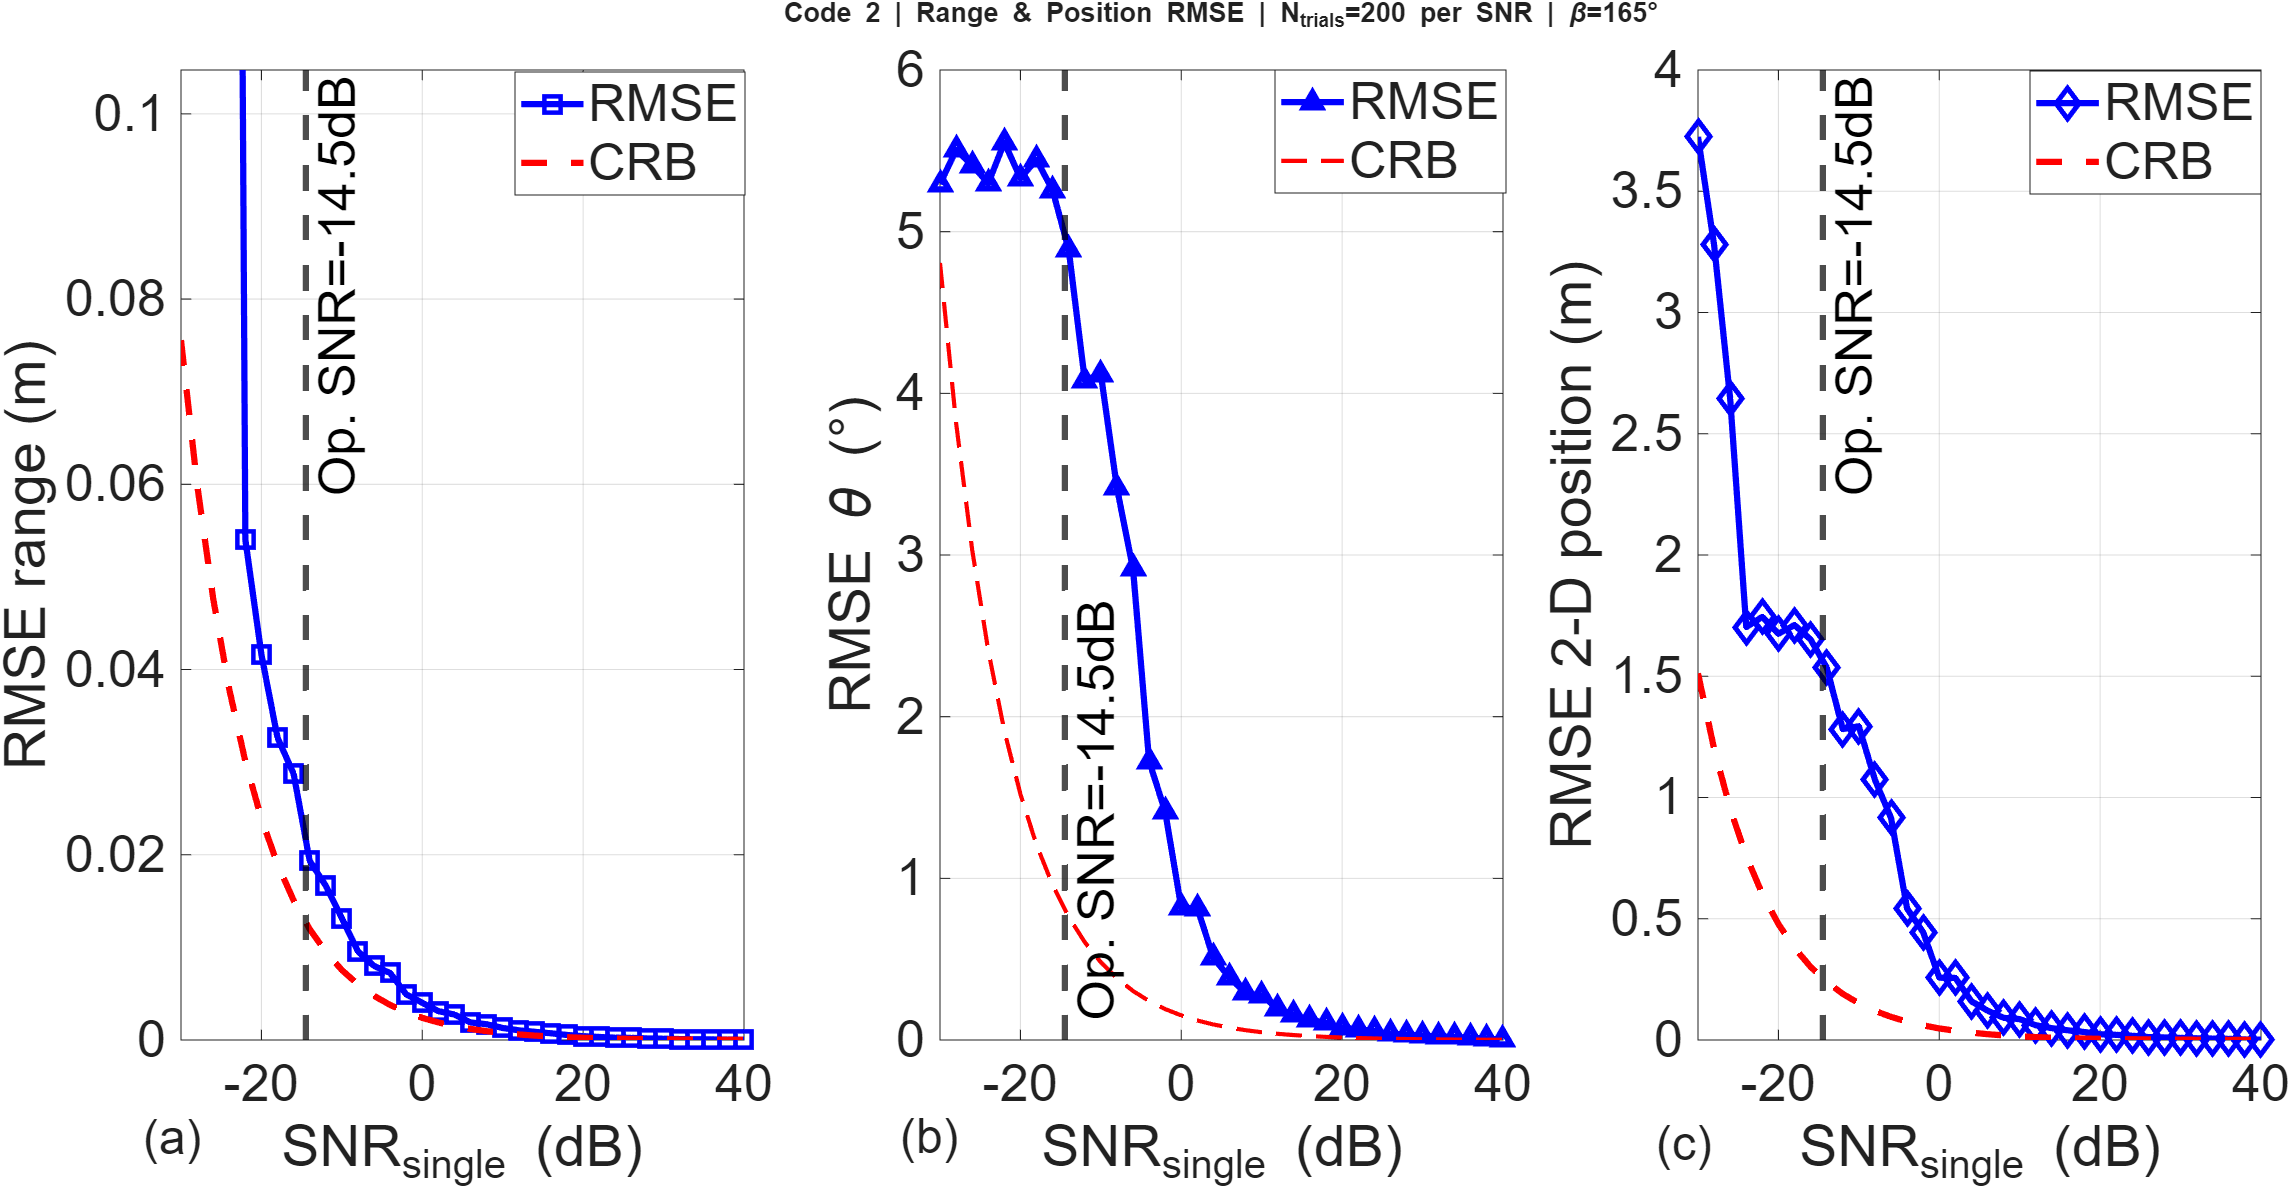 Code 2 | Range & Position RMSE | N_trials=200 per SNR | β=165°
RMSE range (m)
0.1
0.08
0.06
0.04
0.02
0
-20 0 20 40
(a) SNR_single (dB)
Op. SNR=-14.5dB
RMSE
CRB
RMSE θ (°)
6
5
4
3
2
1
0
-20 0 20 40
(b) SNR_single (dB)
Op. SNR=-14.5dB
RMSE
CRB
RMSE 2-D position (m)
4
3.5
3
2.5
2
1.5
1
0.5
0
-20 0 20 40
(c) SNR_single (dB)
Op. SNR=-14.5dB
RMSE
CRB